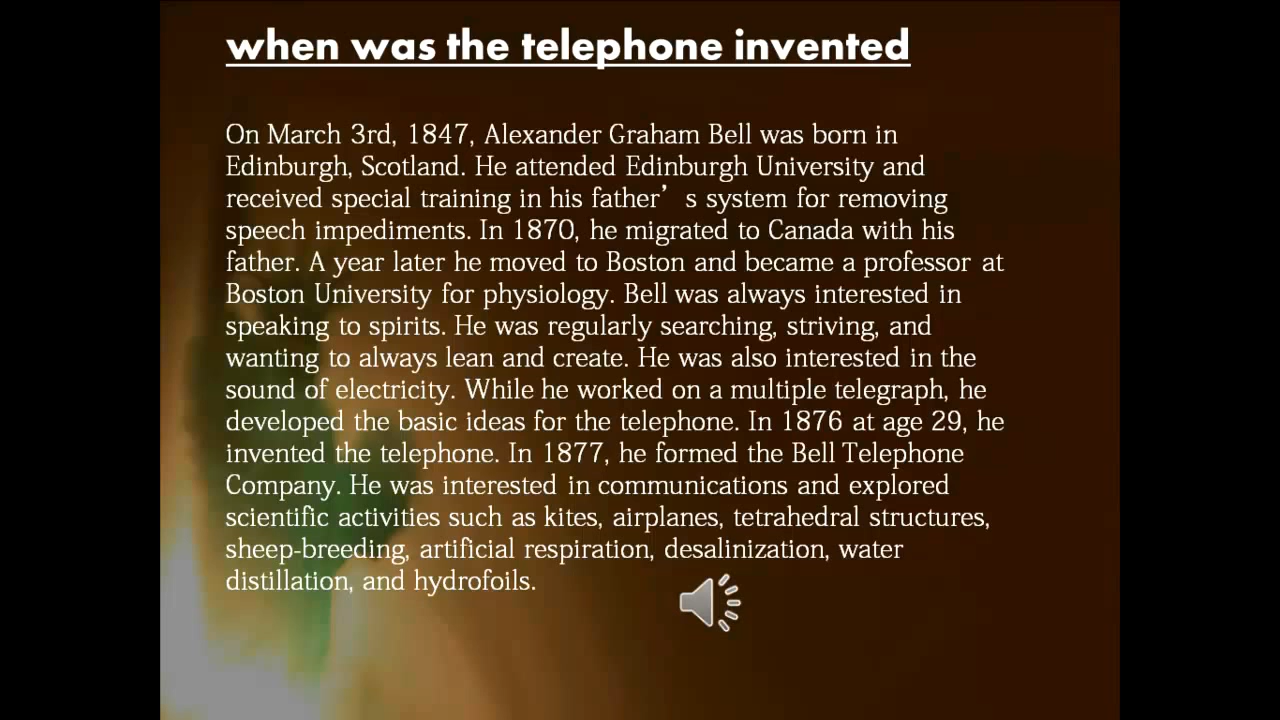 when was the telephone invented
On March 3rd, 1847, Alexander Graham Bell was born in
Edinburgh, Scotland. He attended Edinburgh University and
received special training in his father’ s system for removing
speech impediments. In 1870, he migrated to Canada with his
father. A year later he moved to Boston and became a professor at
Boston University for physiology. Bell was always interested in
speaking to spirits. He was regularly searching, striving, and
wanting to always lean and create. He was also interested in the
sound of electricity. While he worked on a multiple telegraph, he
developed the basic ideas for the telephone. In 1876 at age 29, he
invented the telephone. In 1877, he formed the Bell Telephone
Company. He was interested in communications and explored
scientific activities such as kites, airplanes, tetrahedral structures,
sheep-breeding, artificial respiration, desalinization, water
distillation, and hydrofoils.